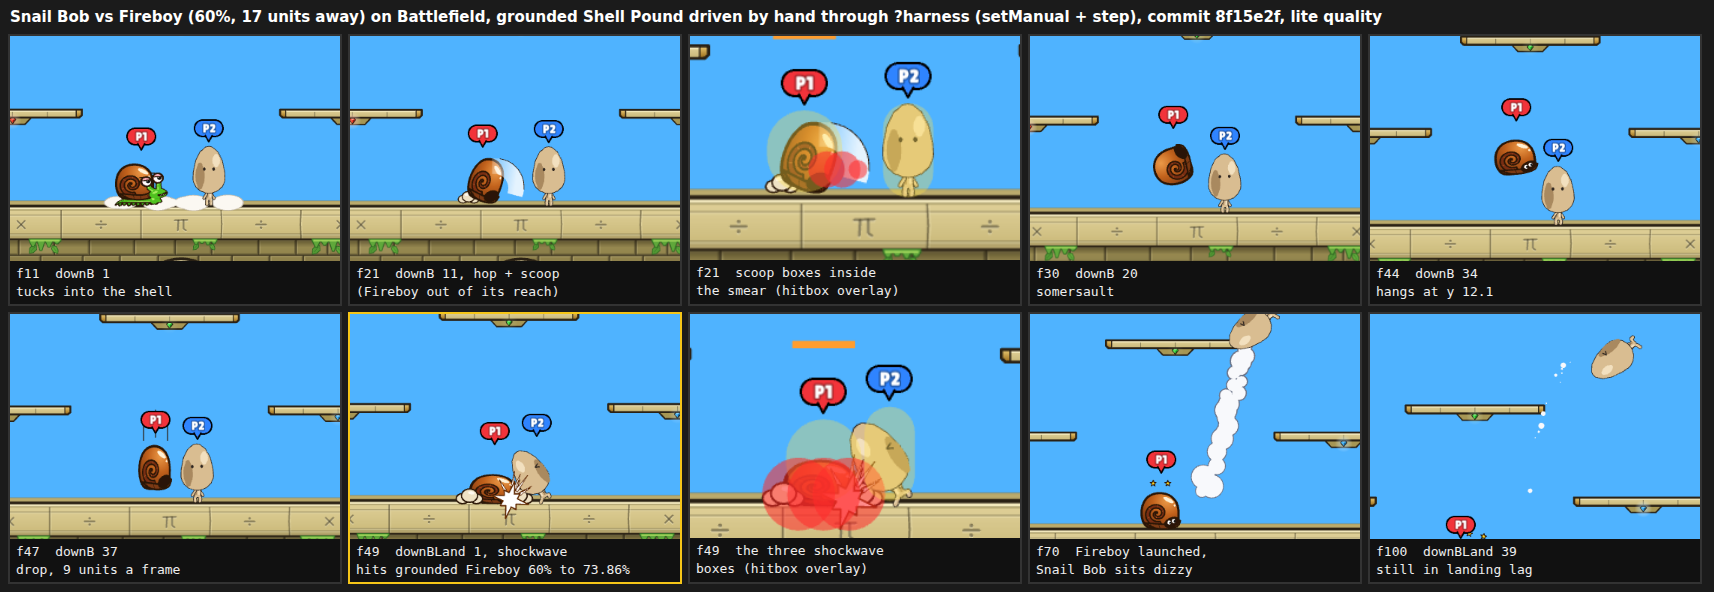 Snail Bob vs Fireboy (60%, 17 units away) on Battlefield, grounded Shell Pound driven by hand through ?harness (setManual + step), commit 8f15e2f, lite quality
P1
P2
× ÷ π ÷ ×
f11 downB 1
tucks into the shell
P1
P2
× ÷ π ÷ ×
f21 downB 11, hop + scoop
(Fireboy out of its reach)
P1
P2
÷ π ÷
f21 scoop boxes inside
the smear (hitbox overlay)
P1
P2
× ÷ π ÷ ×
f30 downB 20
somersault
P1
P2
× ÷ π ÷ ×
f44 downB 34
hangs at y 12.1
P1
P2
× ÷ π ÷ ×
f47 downB 37
drop, 9 units a frame
P1
P2
× ÷ π ÷ ×
f49 downBLand 1, shockwave
hits grounded Fireboy 60% to 73.86%
P1
P2
÷ π ÷
f49 the three shockwave
boxes (hitbox overlay)
P1
f70 Fireboy launched,
Snail Bob sits dizzy
P1
f100 downBLand 39
still in landing lag